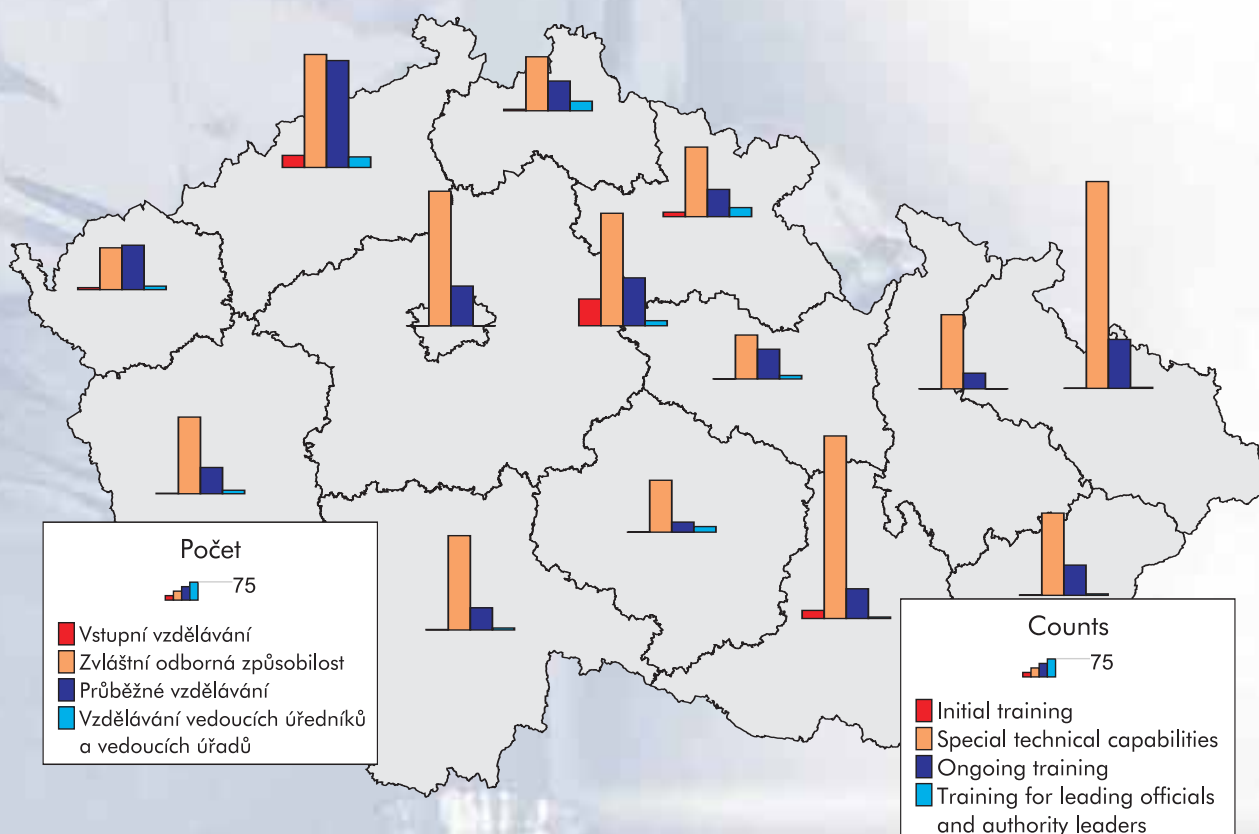 Počet
75
Vstupní vzdělávání
Zvláštní odborná způsobilost
Průběžné vzdělávání
Vzdělávání vedoucích úředníků
a vedoucích úřadů
Counts
75
Initial training
Special technical capabilities
Ongoing training
Training for leading officials
and authority leaders